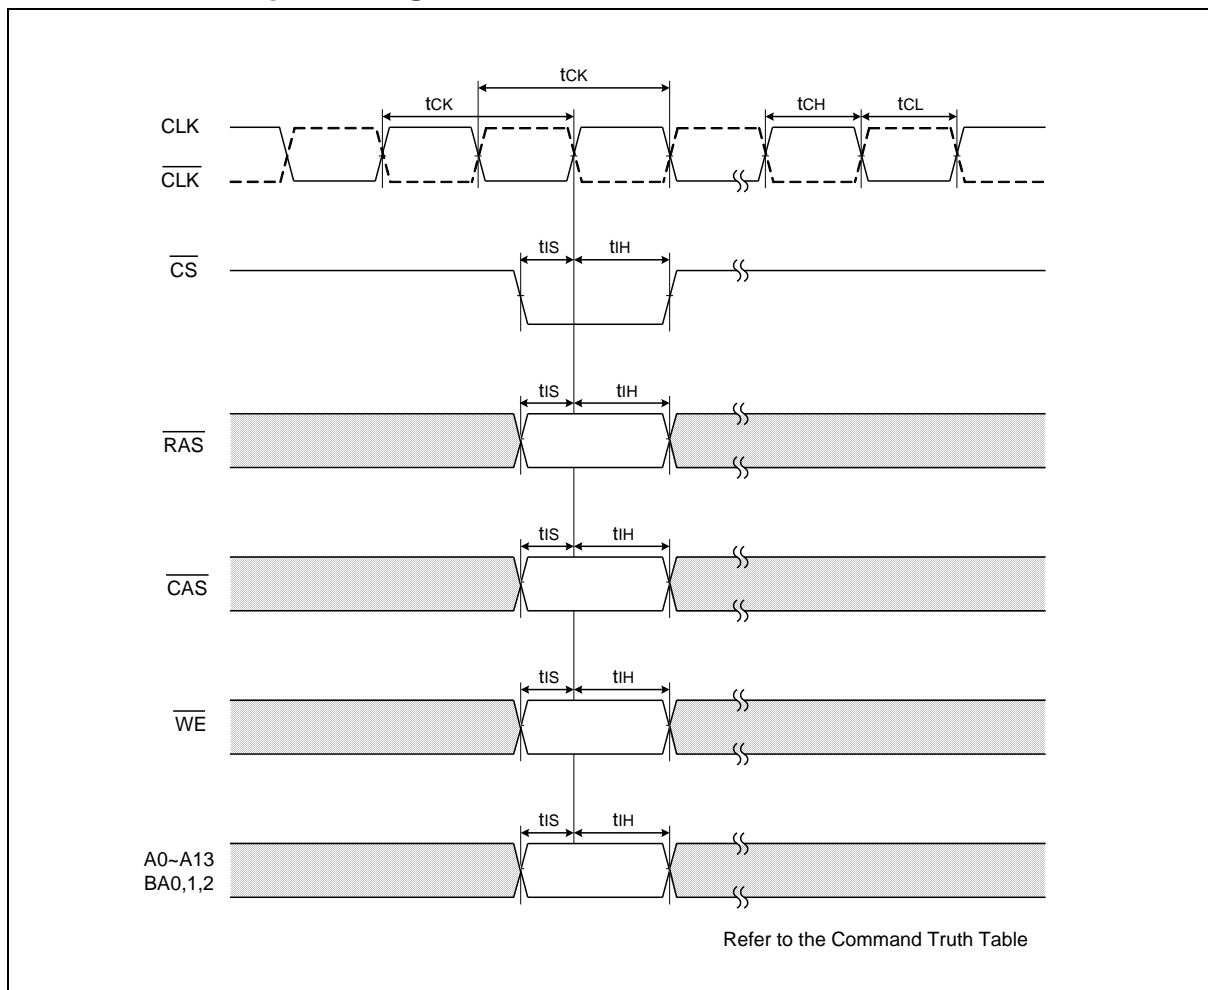 tCK
tCK
tCH
tCL
CLK
CLK
tIS
tIH
CS
tIS
tIH
RAS
tIS
tIH
CAS
tIS
tIH
WE
tIS
tIH
A0~A13
BA0,1,2
Refer to the Command Truth Table